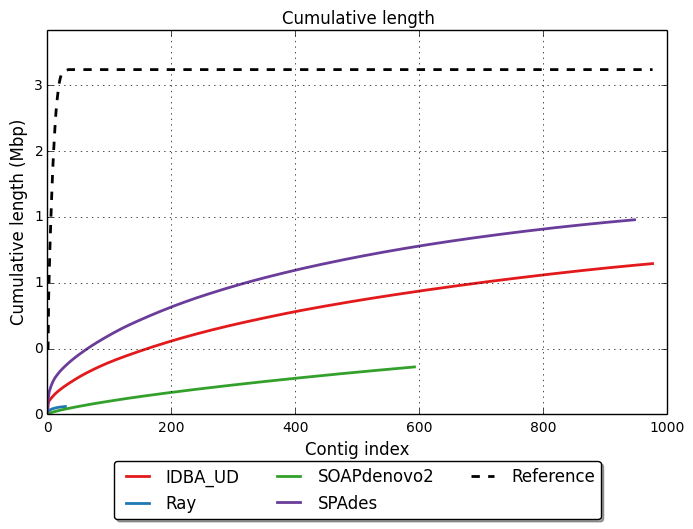 Cumulative length
3
2
1
1
0
0
Cumulative length (Mbp)
0 200 400 600 800 1000
Contig index
IDBA_UD SOAPdenovo2 Reference
Ray SPAdes